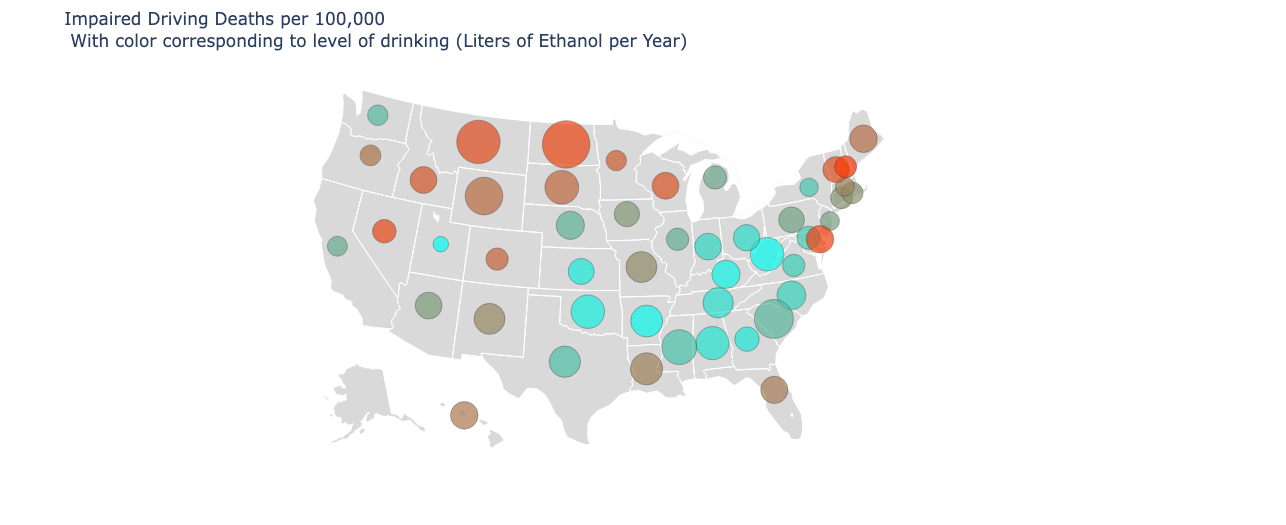 Impaired Driving Deaths per 100,000
With color corresponding to level of drinking (Liters of Ethanol per Year)